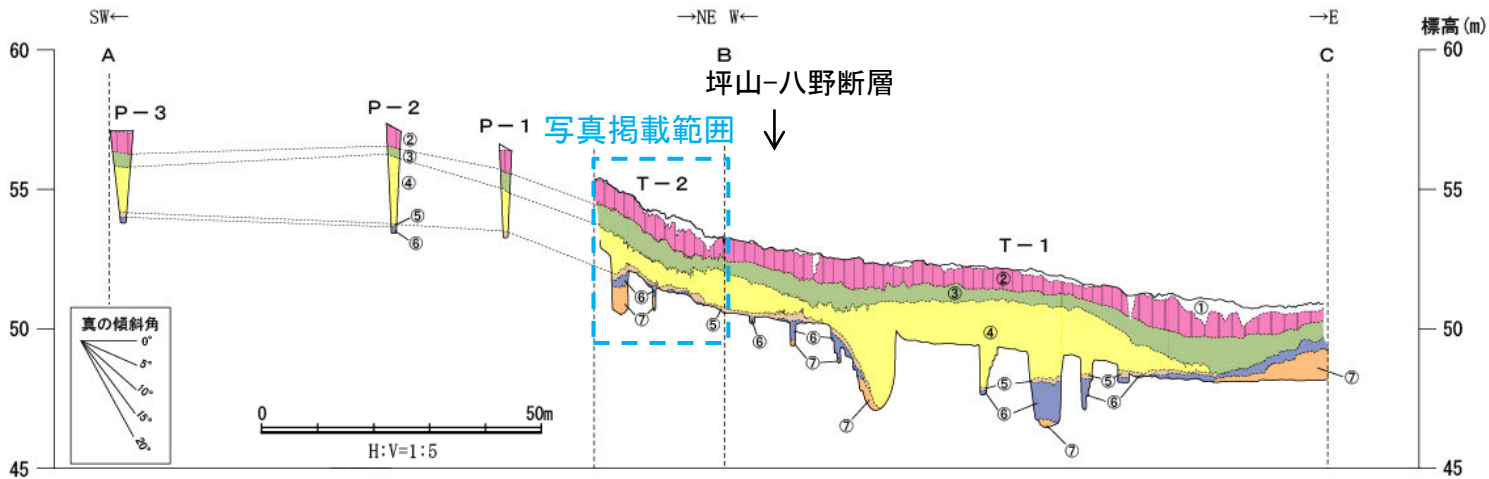 SW← →NE W← →E
標高(m)
A B C
60 60
坪山−八野断層
↓
P−3 P−2 P−1 写真掲載範囲
② ③ ④ ⑤ ⑥
55 55
T−2 T−1
① ② ③ ④
50 50
⑥ ⑦ ⑤ ⑥ ⑦ ⑥ ⑦ ⑤ ⑥ ⑤ ⑥ ⑦ ⑤ ⑥ ⑦
真の傾斜角
0°
5°
10°
15°
20°
0 50m
H:V=1:5
45 45